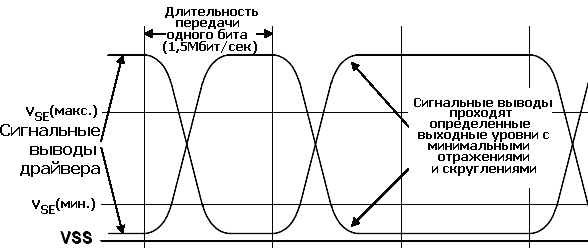 Длительность
передачи
одного бита
(1,5Мбит/сек)
VSE(макс.)
Сигнальные
выводы
драйвера
VSE(мин.)
VSS
Сигнальные выводы
проходят
определенные
выходные уровни с
минимальными
отражениями
и скруглениями